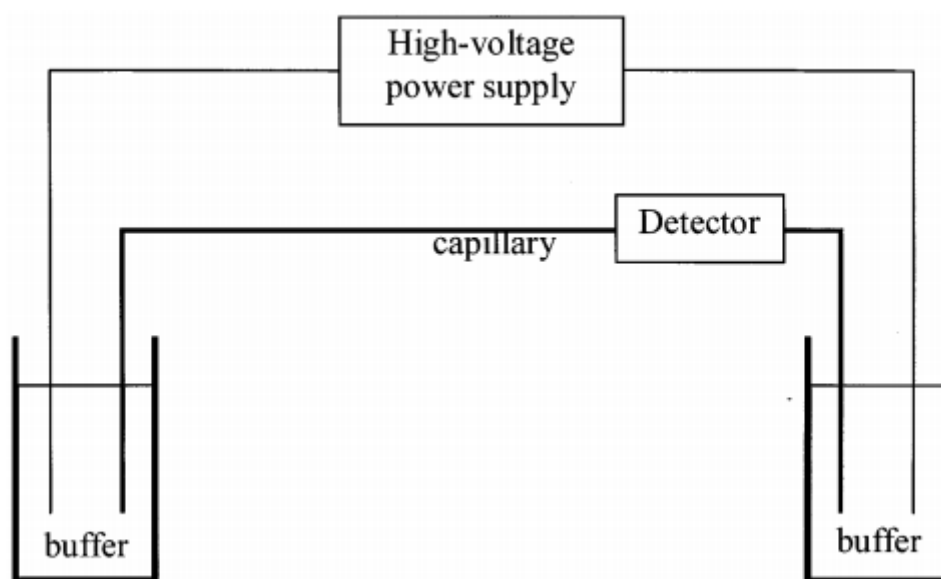 High-voltage
power supply
Detector
capillary
buffer
buffer